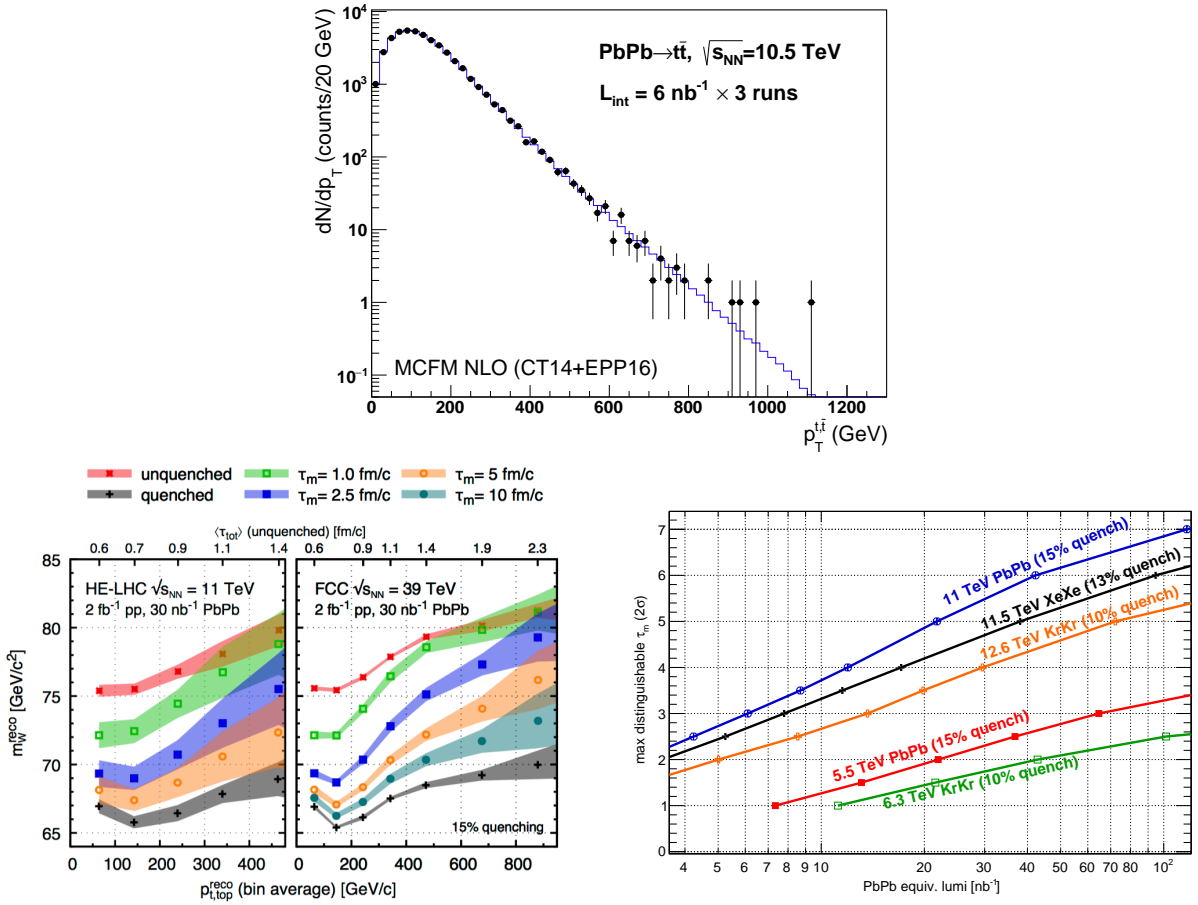 PbPb→tt̄, √sNN=10.5 TeV
Lint = 6 nb⁻¹ × 3 runs
MCFM NLO (CT14+EPP16)
dN/dpT (counts/20 GeV)
10⁴
10³
10²
10
1
10⁻¹
0 200 400 600 800 1000 1200
pT^t,t̄ (GeV)
unquenched τm= 1.0 fm/c τm= 5 fm/c
quenched τm= 2.5 fm/c τm= 10 fm/c
⟨τtot⟩ (unquenched) [fm/c]
0.6 0.7 0.9 1.1 1.4 0.6 0.9 1.1 1.4 1.9 2.3
HE-LHC √sNN = 11 TeV
2 fb⁻¹ pp, 30 nb⁻¹ PbPb
FCC √sNN = 39 TeV
2 fb⁻¹ pp, 30 nb⁻¹ PbPb
15% quenching
mW^reco [GeV/c²]
85
80
75
70
65
0 100 200 300 400 0 200 400 600 800
pt,top^reco (bin average) [GeV/c]
max distinguishable τm (2σ)
7
6
5
4
3
2
1
0
11 TeV PbPb (15% quench)
11.5 TeV XeXe (13% quench)
12.6 TeV KrKr (10% quench)
5.5 TeV PbPb (15% quench)
6.3 TeV KrKr (10% quench)
4 5 6 7 8 9 10 20 30 40 50 60 70 80 10²
PbPb equiv. lumi [nb⁻¹]